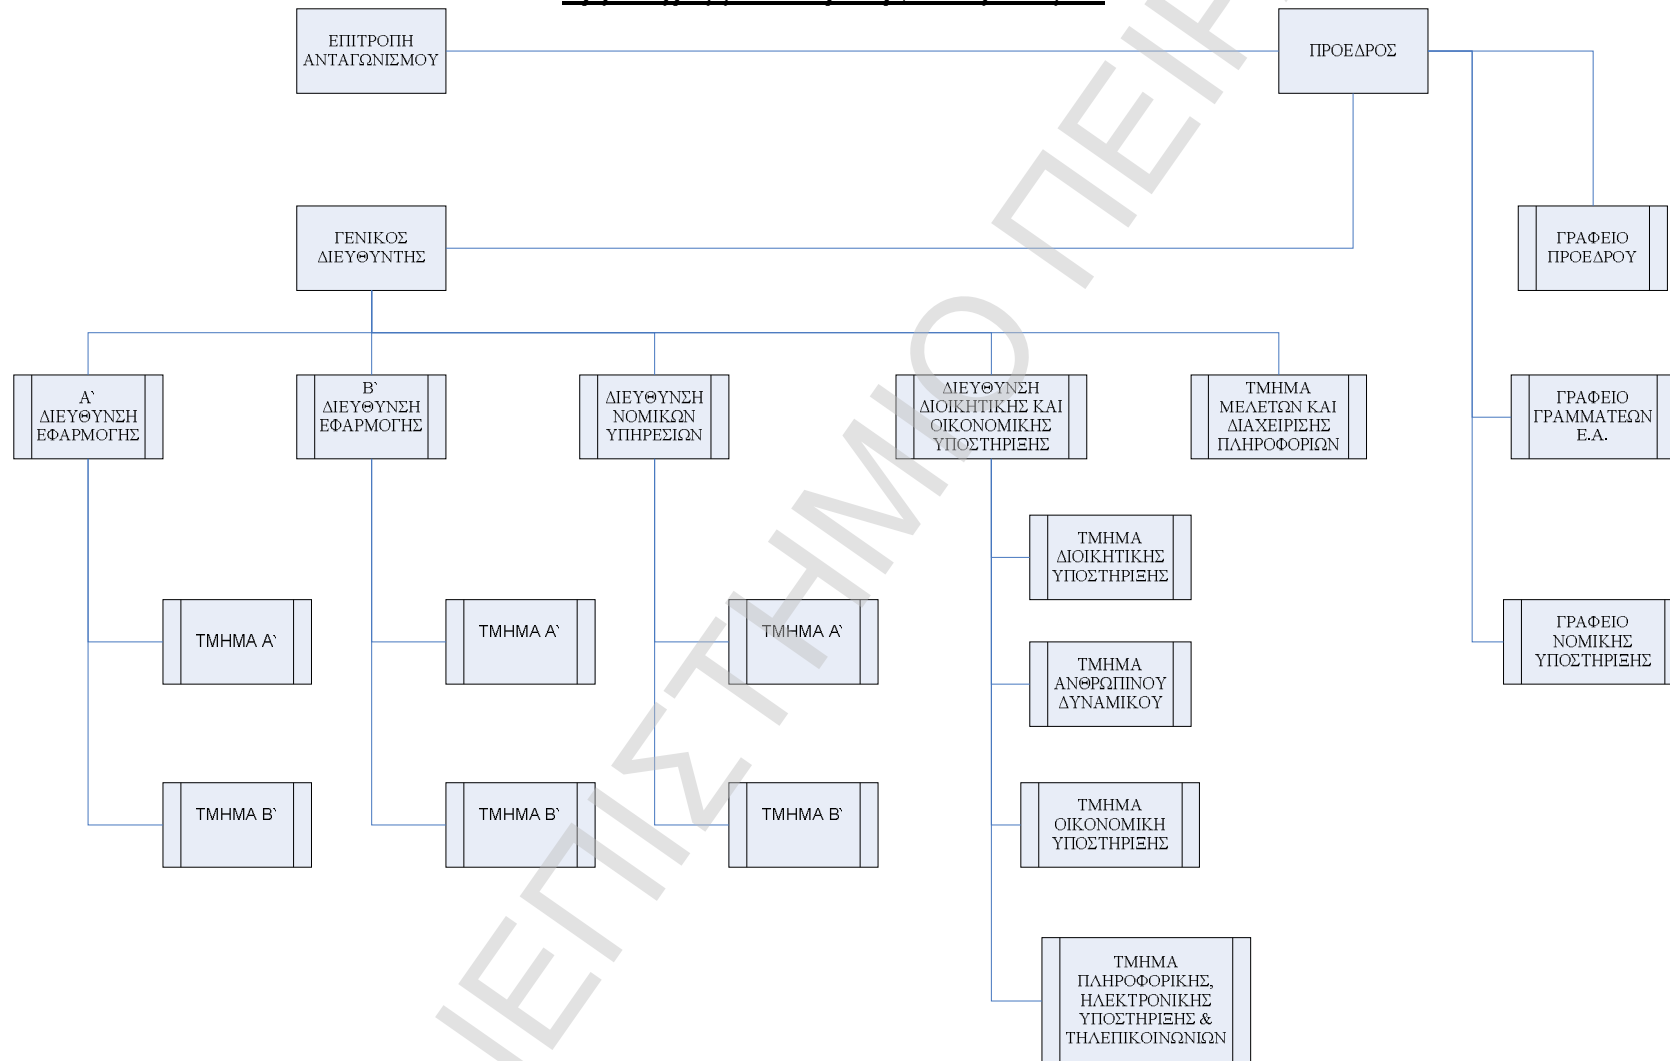 ΕΠΙΤΡΟΠΗ
ΑΝΤΑΓΩΝΙΣΜΟΥ
ΠΡΟΕΔΡΟΣ
ΓΕΝΙΚΟΣ
ΔΙΕΥΘΥΝΤΗΣ
ΓΡΑΦΕΙΟ
ΠΡΟΕΔΡΟΥ
Α`
ΔΙΕΥΘΥΝΣΗ
ΕΦΑΡΜΟΓΗΣ
Β`
ΔΙΕΥΘΥΝΣΗ
ΕΦΑΡΜΟΓΗΣ
ΔΙΕΥΘΥΝΣΗ
ΝΟΜΙΚΩΝ
ΥΠΗΡΕΣΙΩΝ
ΔΙΕΥΘΥΝΣΗ
ΔΙΟΙΚΗΤΙΚΗΣ ΚΑΙ
ΟΙΚΟΝΟΜΙΚΗΣ
ΥΠΟΣΤΗΡΙΞΗΣ
ΤΜΗΜΑ
ΜΕΛΕΤΩΝ ΚΑΙ
ΔΙΑΧΕΙΡΙΣΗΣ
ΠΛΗΡΟΦΟΡΙΩΝ
ΓΡΑΦΕΙΟ
ΓΡΑΜΜΑΤΕΩΝ
Ε.Α.
ΤΜΗΜΑ
ΔΙΟΙΚΗΤΙΚΗΣ
ΥΠΟΣΤΗΡΙΞΗΣ
ΤΜΗΜΑ Α`
ΤΜΗΜΑ Α`
ΤΜΗΜΑ Α`
ΤΜΗΜΑ
ΑΝΘΡΩΠΙΝΟΥ
ΔΥΝΑΜΙΚΟΥ
ΓΡΑΦΕΙΟ
ΝΟΜΙΚΗΣ
ΥΠΟΣΤΗΡΙΞΗΣ
ΤΜΗΜΑ Β`
ΤΜΗΜΑ Β`
ΤΜΗΜΑ Β`
ΤΜΗΜΑ
ΟΙΚΟΝΟΜΙΚΗ
ΥΠΟΣΤΗΡΙΞΗΣ
ΤΜΗΜΑ
ΠΛΗΡΟΦΟΡΙΚΗΣ,
ΗΛΕΚΤΡΟΝΙΚΗΣ
ΥΠΟΣΤΗΡΙΞΗΣ &
ΤΗΛΕΠΙΚΟΙΝΩΝΙΩΝ
ΕΠΙΣΤΗΜΙΟ ΠΕΙΡ